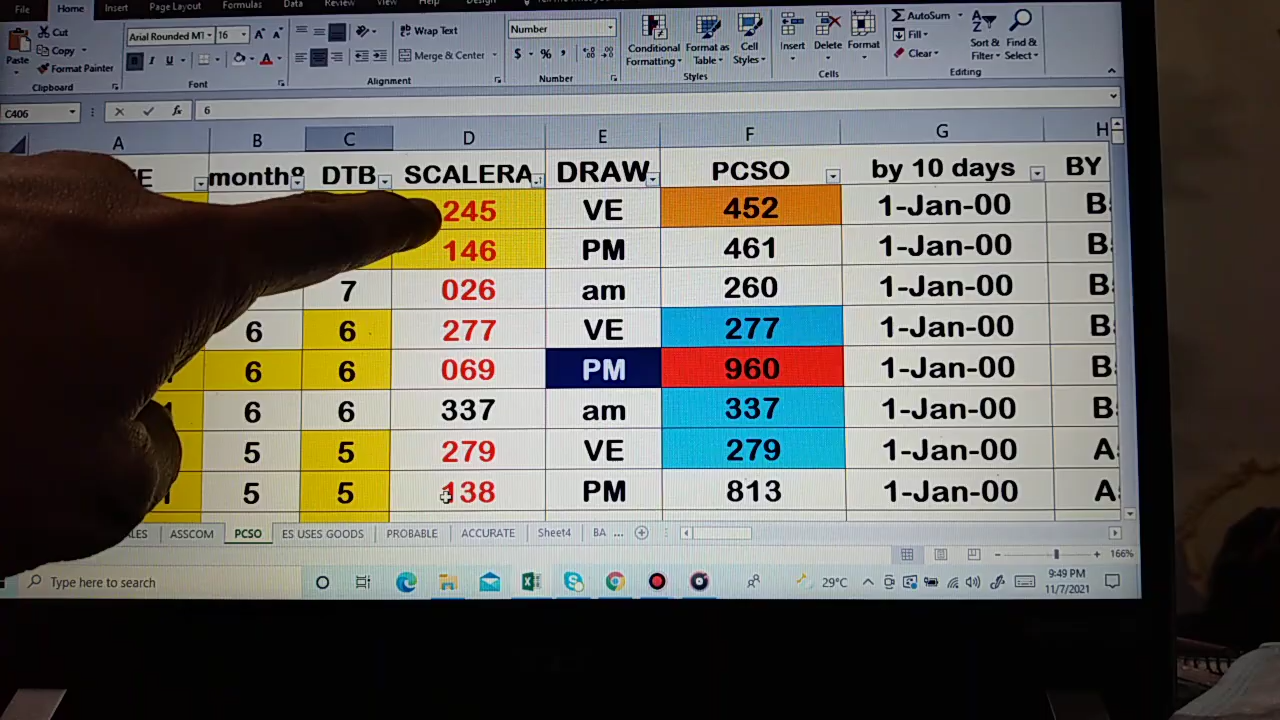 File Home Insert Page Layout Formulas Data Review View Help Design
Cut
Copy
Format Painter
Paste
Clipboard
Arial Rounded MT 16
Font
Wrap Text
Merge & Center
Alignment
Number
$ % ,
Number
Conditional Formatting
Format as Table
Cell Styles
Styles
Insert Delete Format
Cells
AutoSum
Fill
Clear
Sort & Filter
Find & Select
Editing
C406 fx 6
A B C D E F G H
DTB SCALERA DRAW PCSO by 10 days BY
245 VE 452 1-Jan-00 B
146 PM 461 1-Jan-00 B
7 026 am 260 1-Jan-00 B
6 6 277 VE 277 1-Jan-00 B
6 6 069 PM 960 1-Jan-00 B
6 6 337 am 337 1-Jan-00 B
5 5 279 VE 279 1-Jan-00 A
5 5 138 PM 813 1-Jan-00 A
ASSCOM PCSO ES USES GOODS PROBABLE ACCURATE Sheet4 BA ...
166%
Type here to search
29°C
9:49 PM
11/7/2021